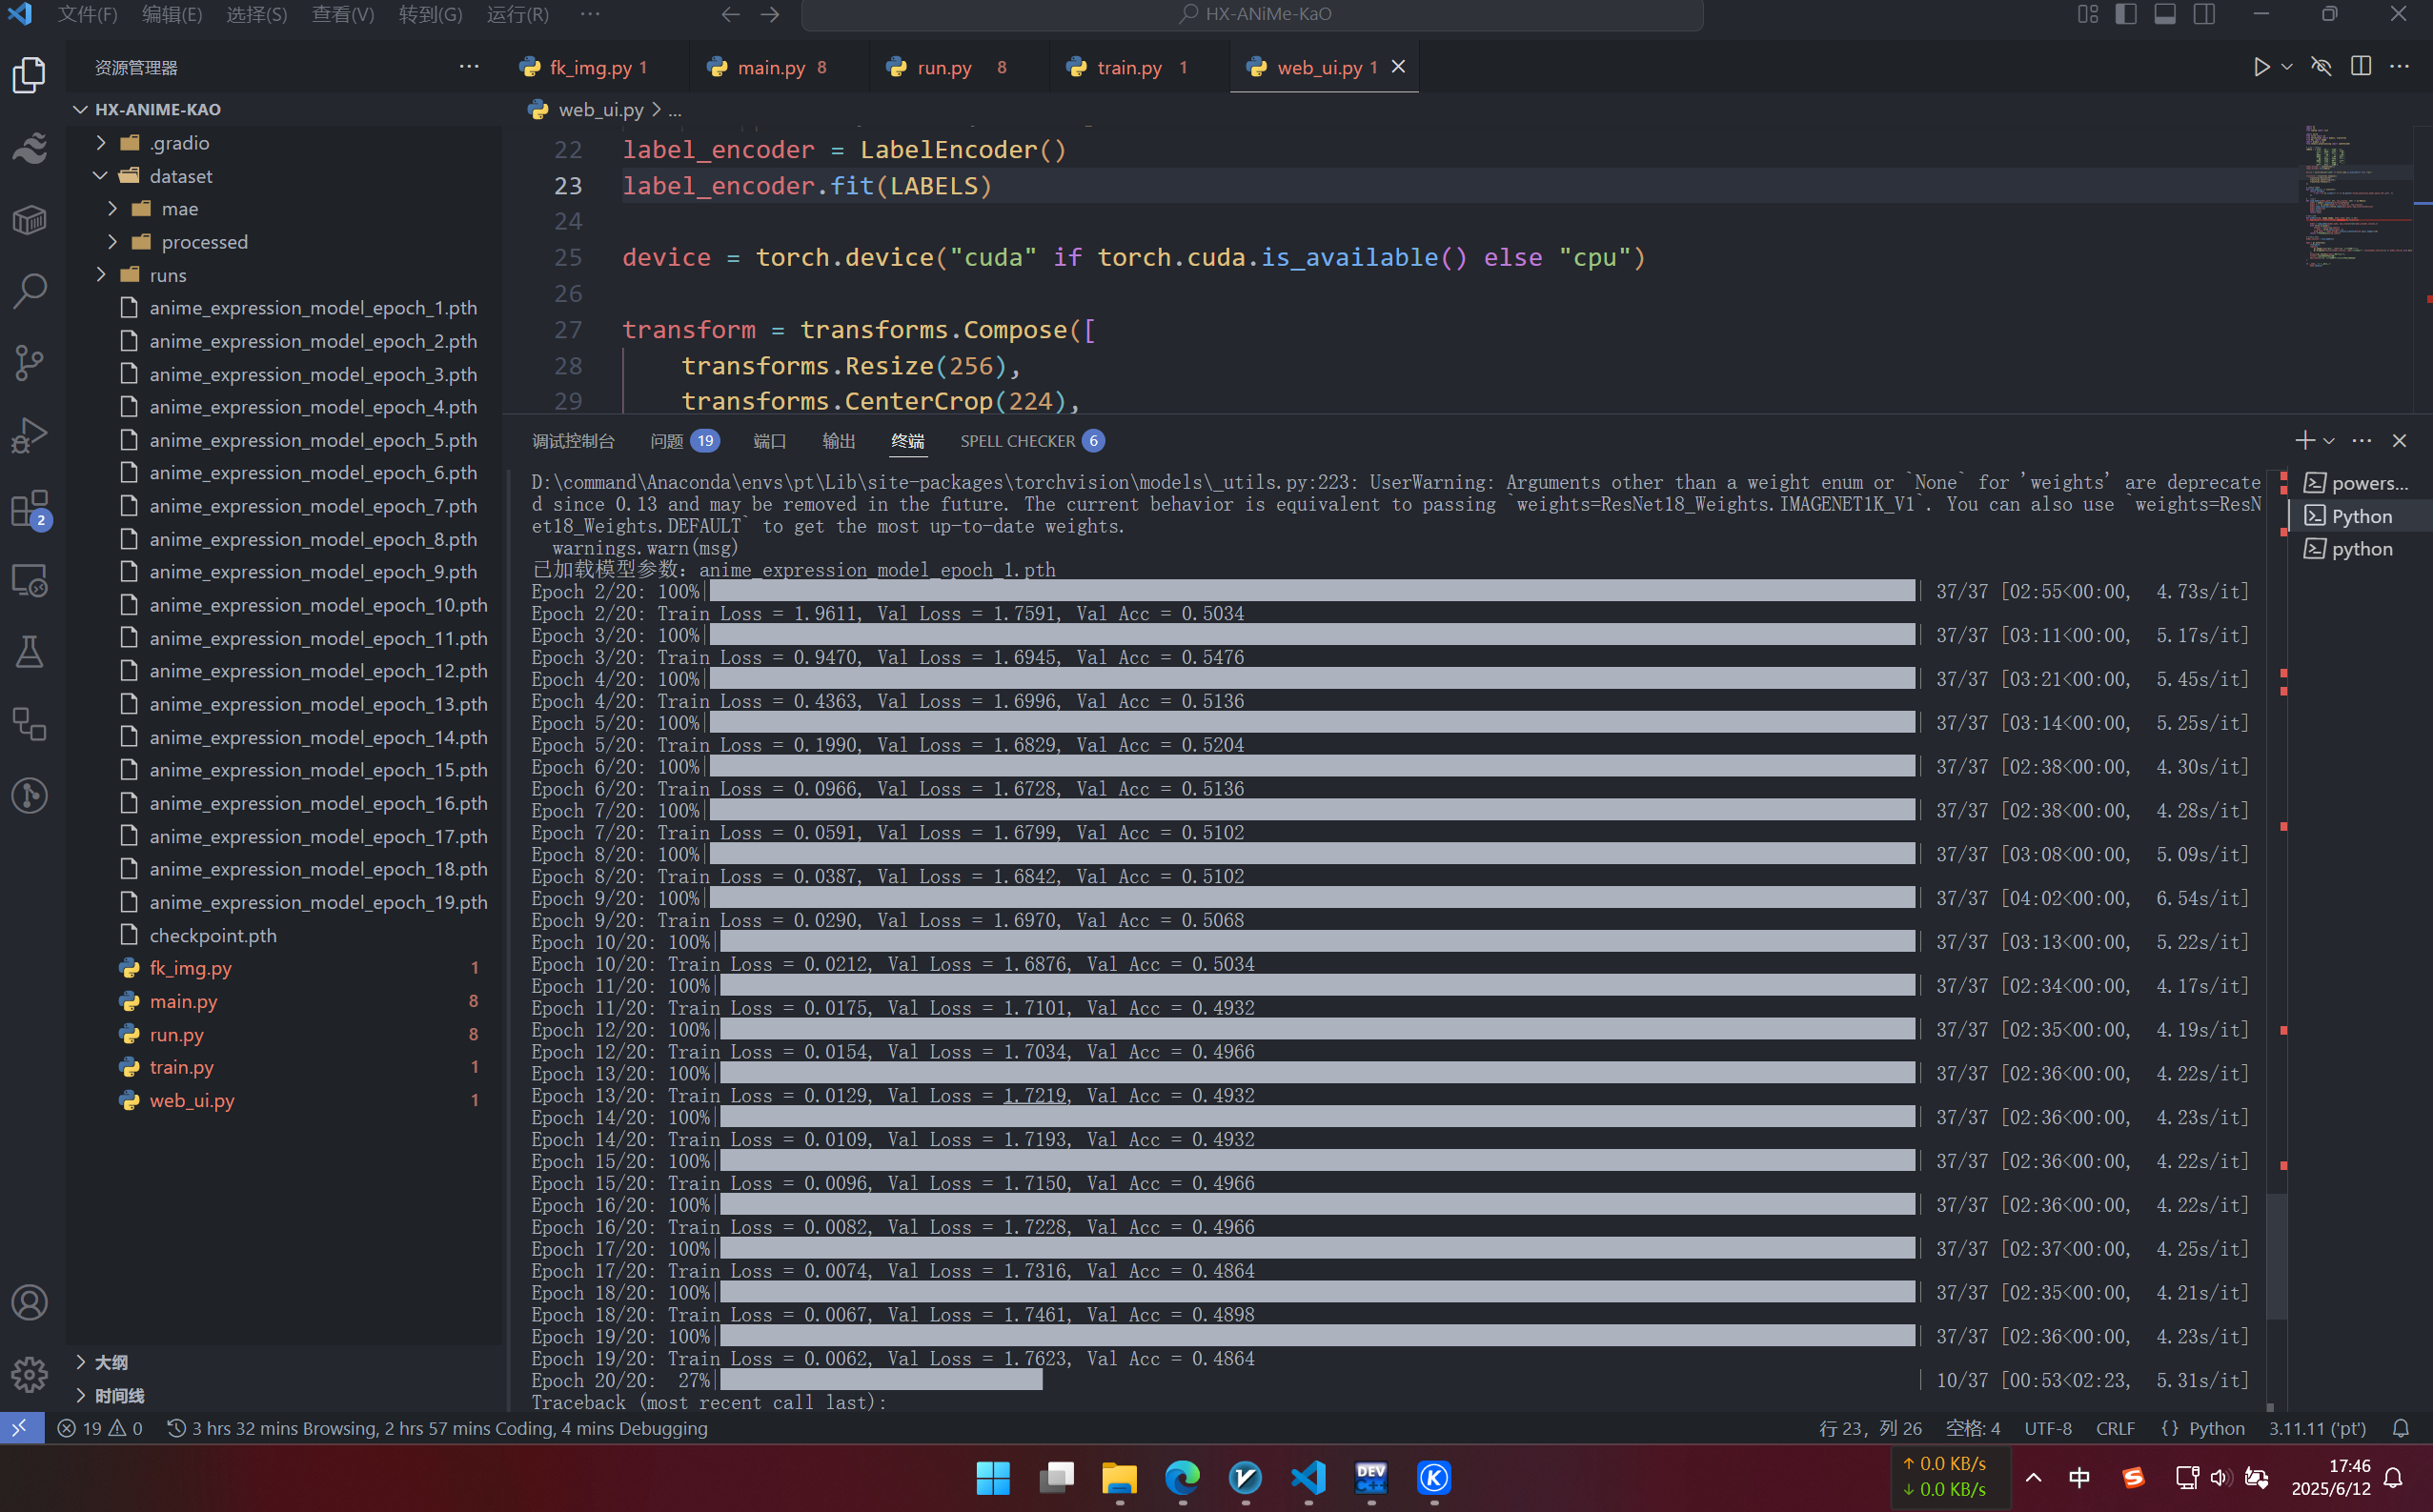 文件(F) 编辑(E) 选择(S) 查看(V) 转到(G) 运行(R) ··· HX-ANiMe-KaO
资源管理器 ···
fk_img.py 1 main.py 8 run.py 8 train.py 1 web_ui.py 1
HX-ANIME-KAO
.gradio
dataset
mae
processed
runs
anime_expression_model_epoch_1.pth
anime_expression_model_epoch_2.pth
anime_expression_model_epoch_3.pth
anime_expression_model_epoch_4.pth
anime_expression_model_epoch_5.pth
anime_expression_model_epoch_6.pth
anime_expression_model_epoch_7.pth
anime_expression_model_epoch_8.pth
anime_expression_model_epoch_9.pth
anime_expression_model_epoch_10.pth
anime_expression_model_epoch_11.pth
anime_expression_model_epoch_12.pth
anime_expression_model_epoch_13.pth
anime_expression_model_epoch_14.pth
anime_expression_model_epoch_15.pth
anime_expression_model_epoch_16.pth
anime_expression_model_epoch_17.pth
anime_expression_model_epoch_18.pth
anime_expression_model_epoch_19.pth
checkpoint.pth
fk_img.py 1
main.py 8
run.py 8
train.py 1
web_ui.py 1
大纲
时间线
2
web_ui.py > ...
22 label_encoder = LabelEncoder()
23 label_encoder.fit(LABELS)
24
25 device = torch.device("cuda" if torch.cuda.is_available() else "cpu")
26
27 transform = transforms.Compose([
28 transforms.Resize(256),
29 transforms.CenterCrop(224),
调试控制台 问题 19 端口 输出 终端 SPELL CHECKER 6
D:\command\Anaconda\envs\pt\Lib\site-packages\torchvision\models\_utils.py:223: UserWarning: Arguments other than a weight enum or `None` for 'weights' are deprecate
d since 0.13 and may be removed in the future. The current behavior is equivalent to passing `weights=ResNet18_Weights.IMAGENET1K_V1`. You can also use `weights=ResN
et18_Weights.DEFAULT` to get the most up-to-date weights.
warnings.warn(msg)
已加载模型参数: anime_expression_model_epoch_1.pth
Epoch 2/20: 100%| | 37/37 [02:55<00:00, 4.73s/it]
Epoch 2/20: Train Loss = 1.9611, Val Loss = 1.7591, Val Acc = 0.5034
Epoch 3/20: 100%| | 37/37 [03:11<00:00, 5.17s/it]
Epoch 3/20: Train Loss = 0.9470, Val Loss = 1.6945, Val Acc = 0.5476
Epoch 4/20: 100%| | 37/37 [03:21<00:00, 5.45s/it]
Epoch 4/20: Train Loss = 0.4363, Val Loss = 1.6996, Val Acc = 0.5136
Epoch 5/20: 100%| | 37/37 [03:14<00:00, 5.25s/it]
Epoch 5/20: Train Loss = 0.1990, Val Loss = 1.6829, Val Acc = 0.5204
Epoch 6/20: 100%| | 37/37 [02:38<00:00, 4.30s/it]
Epoch 6/20: Train Loss = 0.0966, Val Loss = 1.6728, Val Acc = 0.5136
Epoch 7/20: 100%| | 37/37 [02:38<00:00, 4.28s/it]
Epoch 7/20: Train Loss = 0.0591, Val Loss = 1.6799, Val Acc = 0.5102
Epoch 8/20: 100%| | 37/37 [03:08<00:00, 5.09s/it]
Epoch 8/20: Train Loss = 0.0387, Val Loss = 1.6842, Val Acc = 0.5102
Epoch 9/20: 100%| | 37/37 [04:02<00:00, 6.54s/it]
Epoch 9/20: Train Loss = 0.0290, Val Loss = 1.6970, Val Acc = 0.5068
Epoch 10/20: 100%| | 37/37 [03:13<00:00, 5.22s/it]
Epoch 10/20: Train Loss = 0.0212, Val Loss = 1.6876, Val Acc = 0.5034
Epoch 11/20: 100%| | 37/37 [02:34<00:00, 4.17s/it]
Epoch 11/20: Train Loss = 0.0175, Val Loss = 1.7101, Val Acc = 0.4932
Epoch 12/20: 100%| | 37/37 [02:35<00:00, 4.19s/it]
Epoch 12/20: Train Loss = 0.0154, Val Loss = 1.7034, Val Acc = 0.4966
Epoch 13/20: 100%| | 37/37 [02:36<00:00, 4.22s/it]
Epoch 13/20: Train Loss = 0.0129, Val Loss = 1.7219, Val Acc = 0.4932
Epoch 14/20: 100%| | 37/37 [02:36<00:00, 4.23s/it]
Epoch 14/20: Train Loss = 0.0109, Val Loss = 1.7193, Val Acc = 0.4932
Epoch 15/20: 100%| | 37/37 [02:36<00:00, 4.22s/it]
Epoch 15/20: Train Loss = 0.0096, Val Loss = 1.7150, Val Acc = 0.4966
Epoch 16/20: 100%| | 37/37 [02:36<00:00, 4.22s/it]
Epoch 16/20: Train Loss = 0.0082, Val Loss = 1.7228, Val Acc = 0.4966
Epoch 17/20: 100%| | 37/37 [02:37<00:00, 4.25s/it]
Epoch 17/20: Train Loss = 0.0074, Val Loss = 1.7316, Val Acc = 0.4864
Epoch 18/20: 100%| | 37/37 [02:35<00:00, 4.21s/it]
Epoch 18/20: Train Loss = 0.0067, Val Loss = 1.7461, Val Acc = 0.4898
Epoch 19/20: 100%| | 37/37 [02:36<00:00, 4.23s/it]
Epoch 19/20: Train Loss = 0.0062, Val Loss = 1.7623, Val Acc = 0.4864
Epoch 20/20: 27%| | 10/37 [00:53<02:23, 5.31s/it]
Traceback (most recent call last):
powers...
Python
python
19 0 3 hrs 32 mins Browsing, 2 hrs 57 mins Coding, 4 mins Debugging 行 23，列 26 空格: 4 UTF-8 CRLF {} Python 3.11.11 ('pt')
DEV C++ K
↑ 0.0 KB/s
↓ 0.0 KB/s
中 S
17:46
2025/6/12